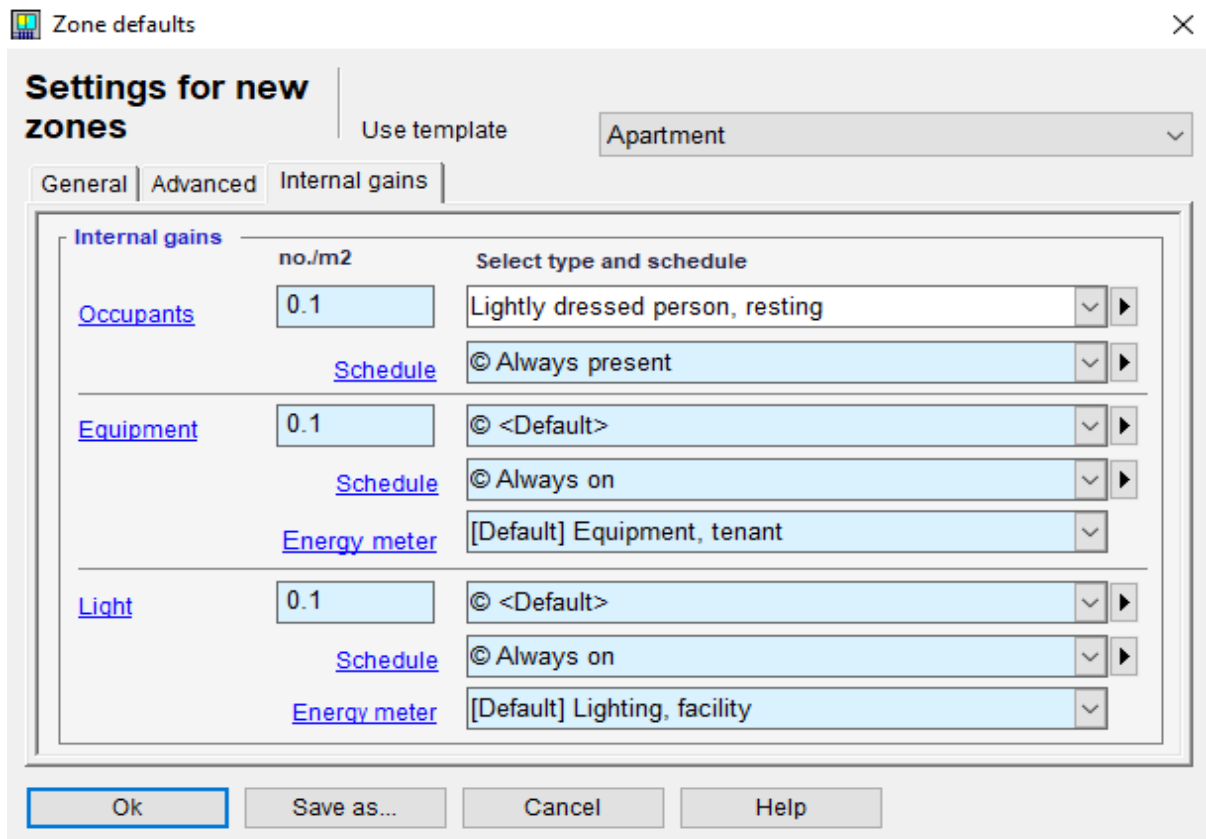 Zone defaults
Settings for new
zones
Use template
Apartment
General
Advanced
Internal gains
Internal gains
no./m2
Select type and schedule
Occupants
0.1
Lightly dressed person, resting
Schedule
© Always present
Equipment
0.1
© <Default>
Schedule
© Always on
Energy meter
[Default] Equipment, tenant
Light
0.1
© <Default>
Schedule
© Always on
Energy meter
[Default] Lighting, facility
Ok
Save as...
Cancel
Help